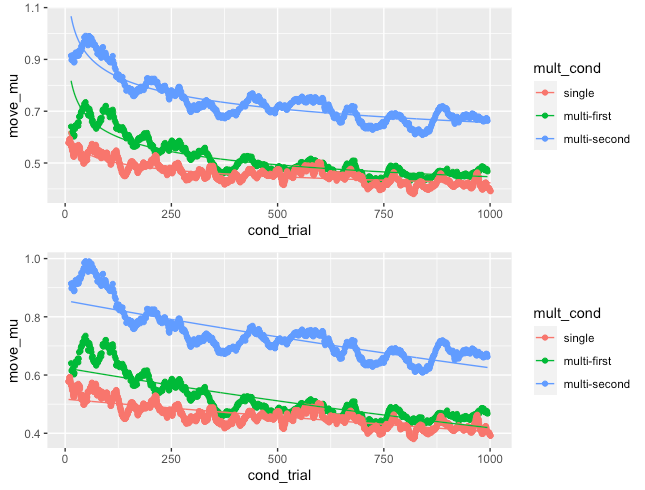 1.1
0.9
0.7
0.5
move_mu
0 250 500 750 1000
cond_trial
mult_cond
single
multi-first
multi-second
1.0
0.8
0.6
0.4
move_mu
0 250 500 750 1000
cond_trial
mult_cond
single
multi-first
multi-second